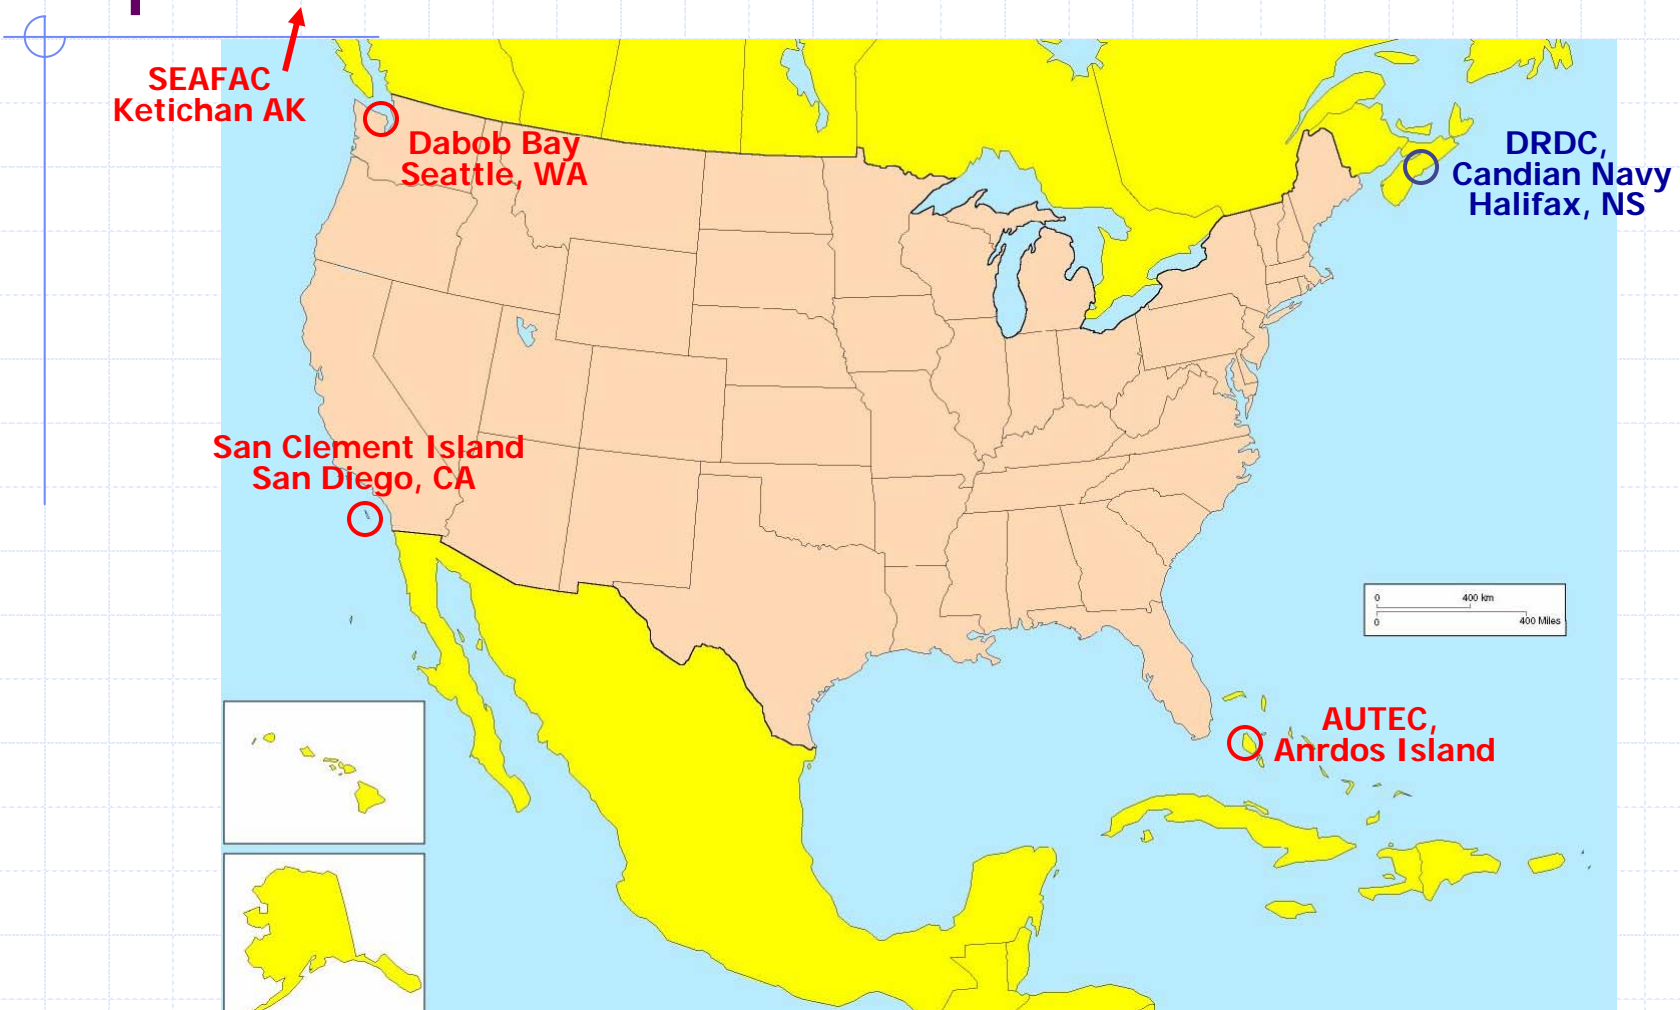 SEAFAC
Ketichan AK
Dabob Bay
Seattle, WA
DRDC,
Candian Navy
Halifax, NS
San Clement Island
San Diego, CA
0 400 km
0 400 Miles
AUTEC,
Anrdos Island